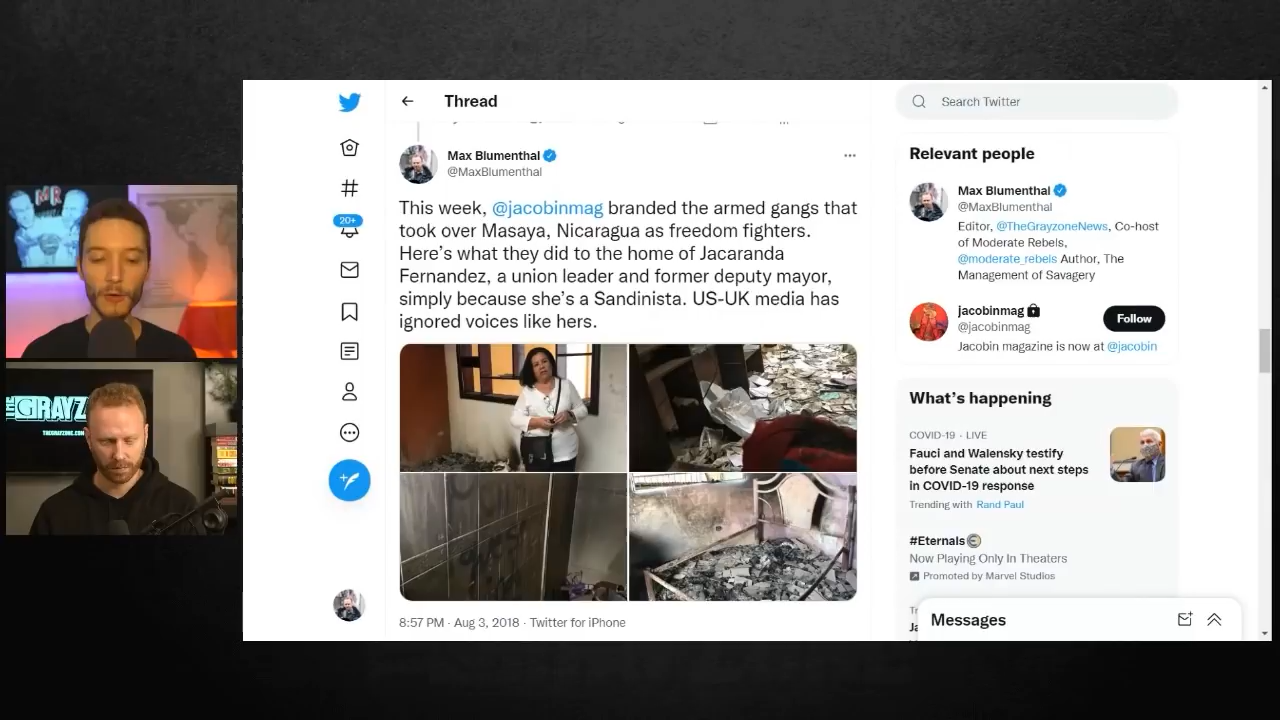 Thread
Search Twitter
Max Blumenthal
@MaxBlumenthal
This week, @jacobinmag branded the armed gangs that
took over Masaya, Nicaragua as freedom fighters.
Here's what they did to the home of Jacaranda
Fernandez, a union leader and former deputy mayor,
simply because she's a Sandinista. US-UK media has
ignored voices like hers.
8:57 PM · Aug 3, 2018 · Twitter for iPhone
20+
Relevant people
Max Blumenthal
@MaxBlumenthal
Editor, @TheGrayzoneNews, Co-host
of Moderate Rebels,
@moderate_rebels Author, The
Management of Savagery
jacobinmag
@jacobinmag
Follow
Jacobin magazine is now at @jacobin
What's happening
COVID-19 · LIVE
Fauci and Walensky testify
before Senate about next steps
in COVID-19 response
Trending with Rand Paul
#Eternals
Now Playing Only In Theaters
Promoted by Marvel Studios
Messages
MR
GRAYZ
THEGRAYZONE.COM